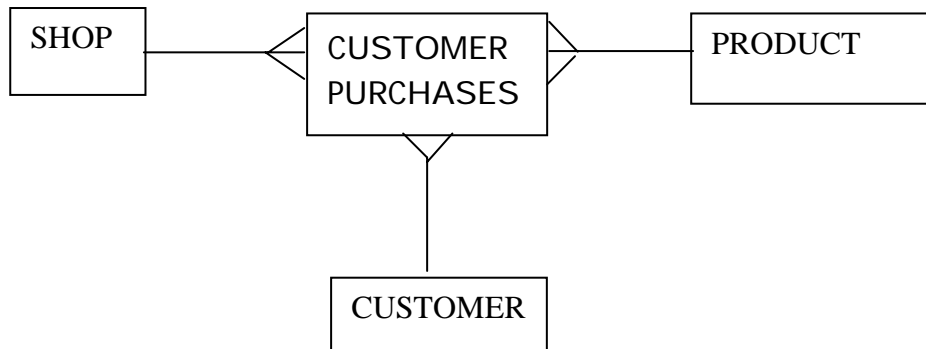 SHOP
CUSTOMER
PURCHASES
PRODUCT
CUSTOMER